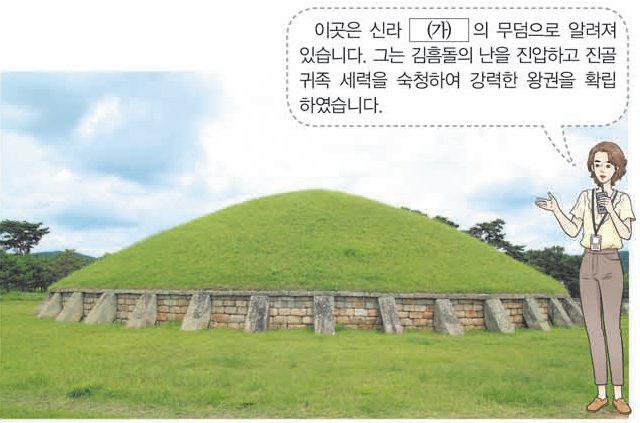 이곳은 신라 (가) 의 무덤으로 알려져
있습니다. 그는 김흠돌의 난을 진압하고 진골
귀족 세력을 숙청하여 강력한 왕권을 확립
하였습니다.